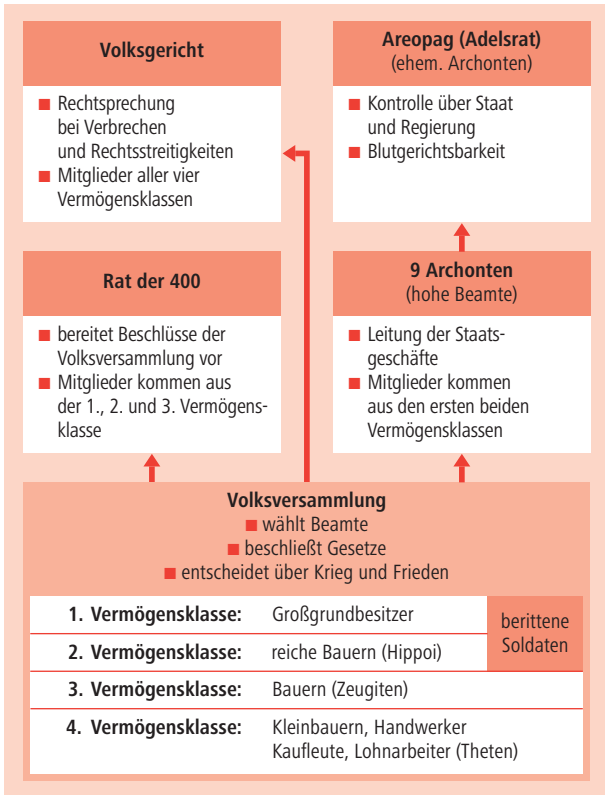 Volksgericht
■ Rechtsprechung
bei Verbrechen
und Rechtsstreitigkeiten
■ Mitglieder aller vier
Vermögensklassen
Areopag (Adelsrat)
(ehem. Archonten)
■ Kontrolle über Staat
und Regierung
■ Blutgerichtsbarkeit
Rat der 400
■ bereitet Beschlüsse der
Volksversammlung vor
■ Mitglieder kommen aus
der 1., 2. und 3. Vermögens-
klasse
9 Archonten
(hohe Beamte)
■ Leitung der Staats-
geschäfte
■ Mitglieder kommen
aus den ersten beiden
Vermögensklassen
Volksversammlung
■ wählt Beamte
■ beschließt Gesetze
■ entscheidet über Krieg und Frieden
1. Vermögensklasse: Großgrundbesitzer
2. Vermögensklasse: reiche Bauern (Hippoi)
berittene
Soldaten
3. Vermögensklasse: Bauern (Zeugiten)
4. Vermögensklasse: Kleinbauern, Handwerker
Kaufleute, Lohnarbeiter (Theten)